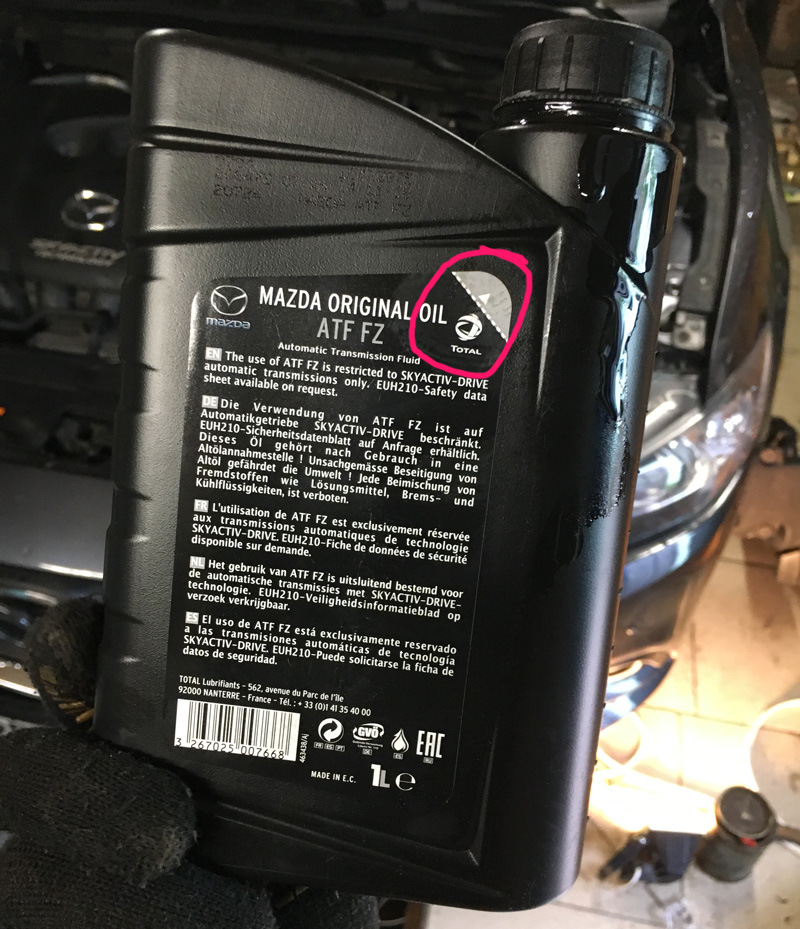 MAZDA ORIGINAL OIL
ATF FZ
mazda
TOTAL
Automatic Transmission Fluid
EN The use of ATF FZ is restricted to SKYACTIV-DRIVE
automatic transmissions only. EUH210-Safety data
sheet available on request.
DE Die Verwendung von ATF FZ ist auf
Automatikgetriebe SKYACTIV-DRIVE beschränkt.
EUH210-Sicherheitsdatenblatt auf Anfrage erhältlich.
Dieses Öl gehört nach Gebrauch in eine
Altölannahmestelle ! Unsachgemässe Beseitigung von
Altöl gefährdet die Umwelt ! Jede Beimischung von
Fremdstoffen wie Lösungsmittel, Brems- und
Kühlflüssigkeiten, ist verboten.
FR L'utilisation de ATF FZ est exclusivement réservée
aux transmissions automatiques de technologie
SKYACTIV-DRIVE. EUH210-Fiche de données de sécurité
disponible sur demande.
NL Het gebruik van ATF FZ is uitsluitend bestemd voor
de automatische transmissies met SKYACTIV-DRIVE-
technologie. EUH210-Veiligheidsinformatieblad op
verzoek verkrijgbaar.
ES El uso de ATF FZ está exclusivamente reservado
a las transmisiones automáticas de tecnología
SKYACTIV-DRIVE. EUH210-Puede solicitarse la ficha de
datos de seguridad.
TOTAL Lubrifiants - 562, avenue du Parc de l'île
92000 NANTERRE - France - Tél. : + 33 (0)1 41 35 40 00
3 267025 007668
463438/AJ
FR ES PT
GVÖ
DE
ES
EAC
RU
MADE IN E.C.
1L e